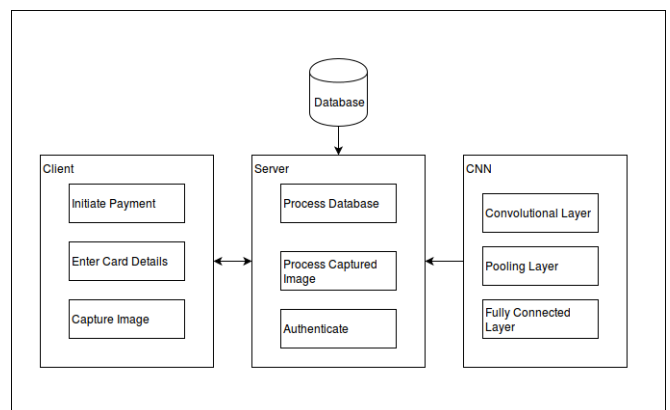 Database
Client
Initiate Payment
Enter Card Details
Capture Image
Server
Process Database
Process Captured
Image
Authenticate
CNN
Convolutional Layer
Pooling Layer
Fully Connected
Layer